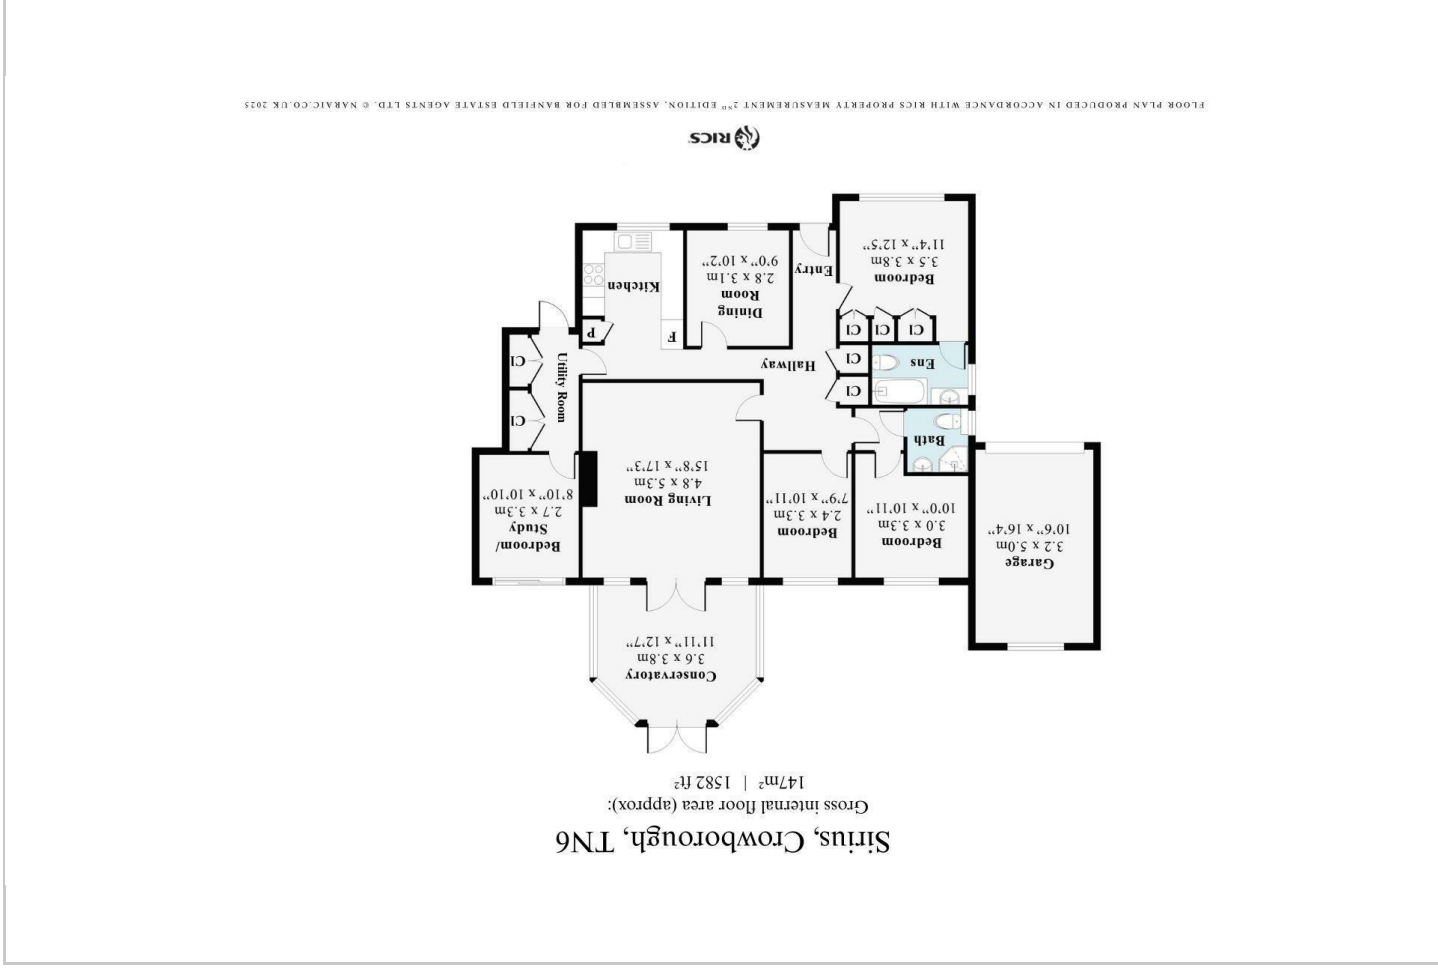 Sirius, Crowborough, TN6
Gross internal floor area (approx):
147m² | 1582 ft²
Conservatory
3.6 x 3.8m
11'11" x 12'7"
Garage
3.2 x 5.0m
10'6" x 16'4"
Bedroom
3.0 x 3.3m
10'0" x 10'11"
Bedroom
2.4 x 3.3m
7'9" x 10'11"
Living Room
4.8 x 5.3m
15'8" x 17'3"
Bedroom/
Study
2.7 x 3.3m
8'10" x 10'10"
Bath
Cl
Utility Room
Cl
Cl
Ens
Cl
Hallway
Cl
Cl
Cl
Cl
F
P
Bedroom
3.5 x 3.8m
11'4" x 12'5"
Entry
Dining
Room
2.8 x 3.1m
9'0" x 10'2"
Kitchen
RICS
FLOOR PLAN PRODUCED IN ACCORDANCE WITH RICS PROPERTY MEASUREMENT 2ND EDITION. ASSEMBLED FOR BANFIELD ESTATE AGENTS LTD. © NARAIC.CO.UK 2025